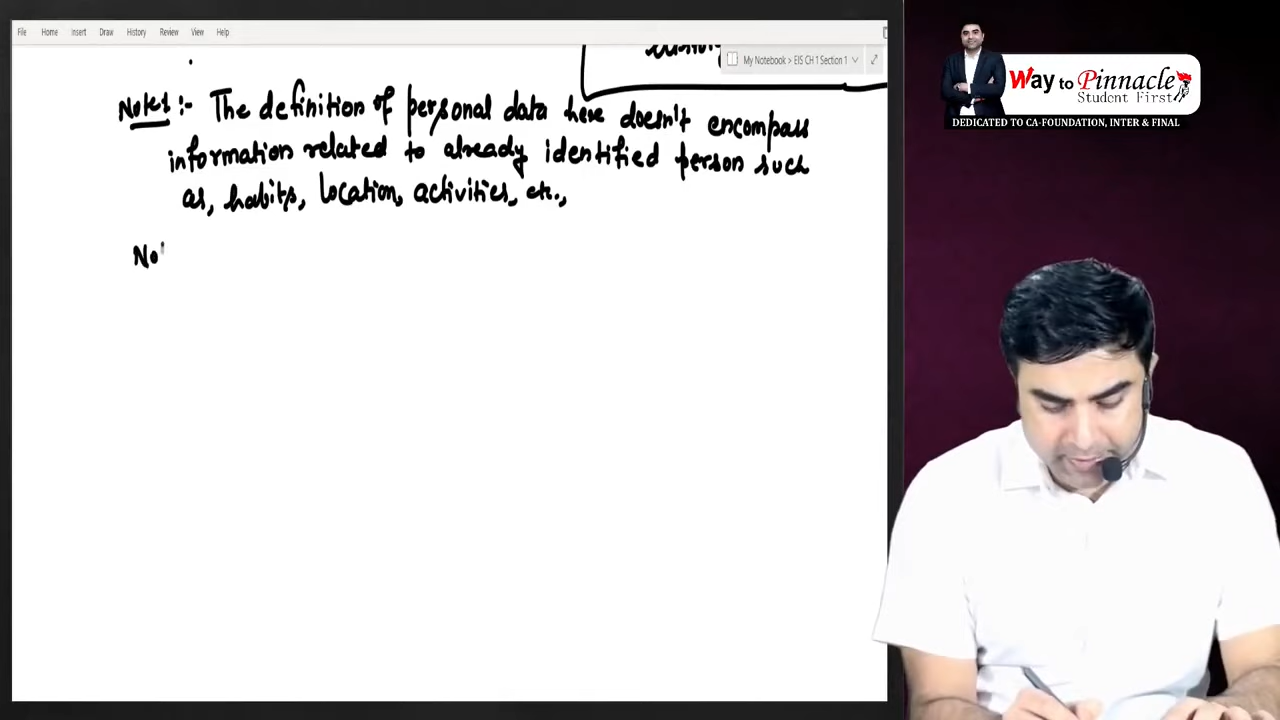 File Home Insert Draw History Review View Help
My Notebook > EIS CH 1 Section 1
Way to Pinnacle
Student First
DEDICATED TO CA-FOUNDATION, INTER & FINAL
Note1 :- The definition of personal data here doesn't encompass
information related to already identified person such
as, habits, location, activities, etc.,
No